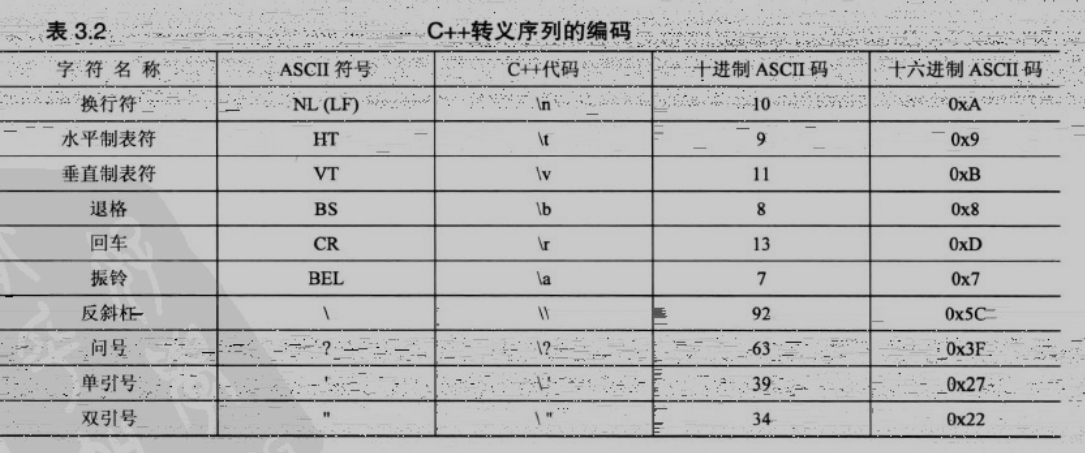 表 3.2 C++转义序列的编码
字符名称 ASCII 符号 C++代码 十进制 ASCII 码 十六进制 ASCII 码
换行符 NL (LF) \n 10 0xA
水平制表符 HT \t 9 0x9
垂直制表符 VT \v 11 0xB
退格 BS \b 8 0x8
回车 CR \r 13 0xD
振铃 BEL \a 7 0x7
反斜杠 \ \\ 92 0x5C
问号 ? \? 63 0x3F
单引号 ' \' 39 0x27
双引号 " \" 34 0x22